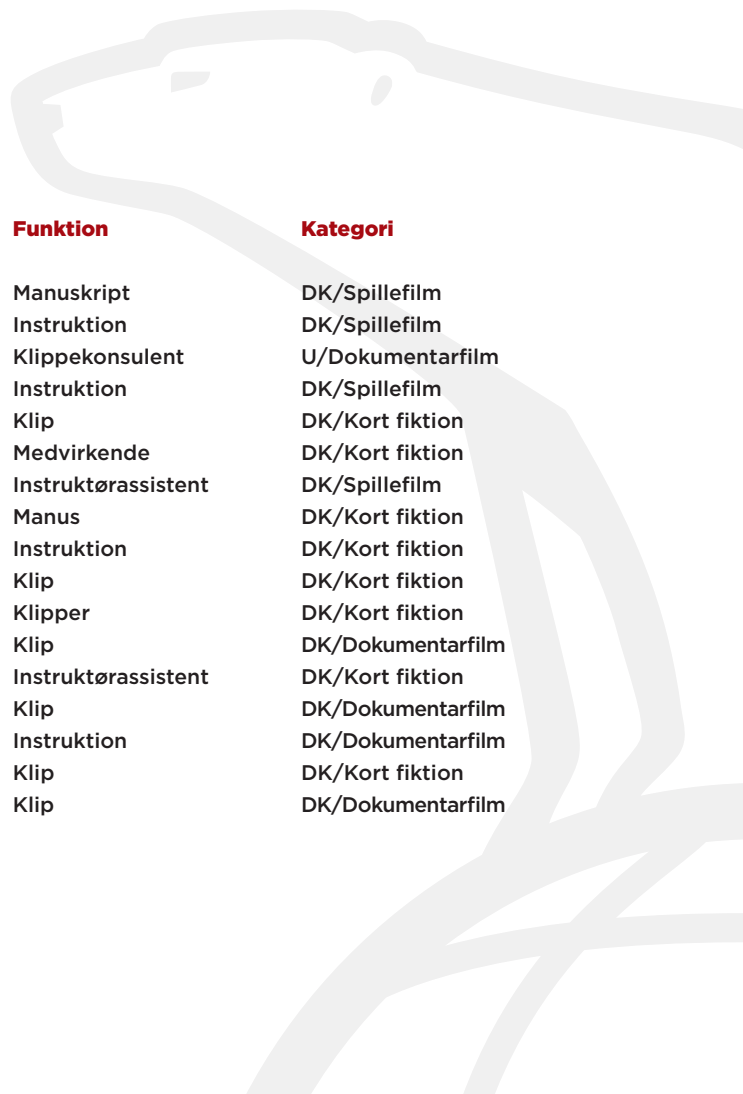 Funktion Kategori
Manuskript DK/Spillefilm
Instruktion DK/Spillefilm
Klippekonsulent U/Dokumentarfilm
Instruktion DK/Spillefilm
Klip DK/Kort fiktion
Medvirkende DK/Kort fiktion
Instruktørassistent DK/Spillefilm
Manus DK/Kort fiktion
Instruktion DK/Kort fiktion
Klip DK/Kort fiktion
Klipper DK/Kort fiktion
Klip DK/Dokumentarfilm
Instruktørassistent DK/Kort fiktion
Klip DK/Dokumentarfilm
Instruktion DK/Dokumentarfilm
Klip DK/Kort fiktion
Klip DK/Dokumentarfilm